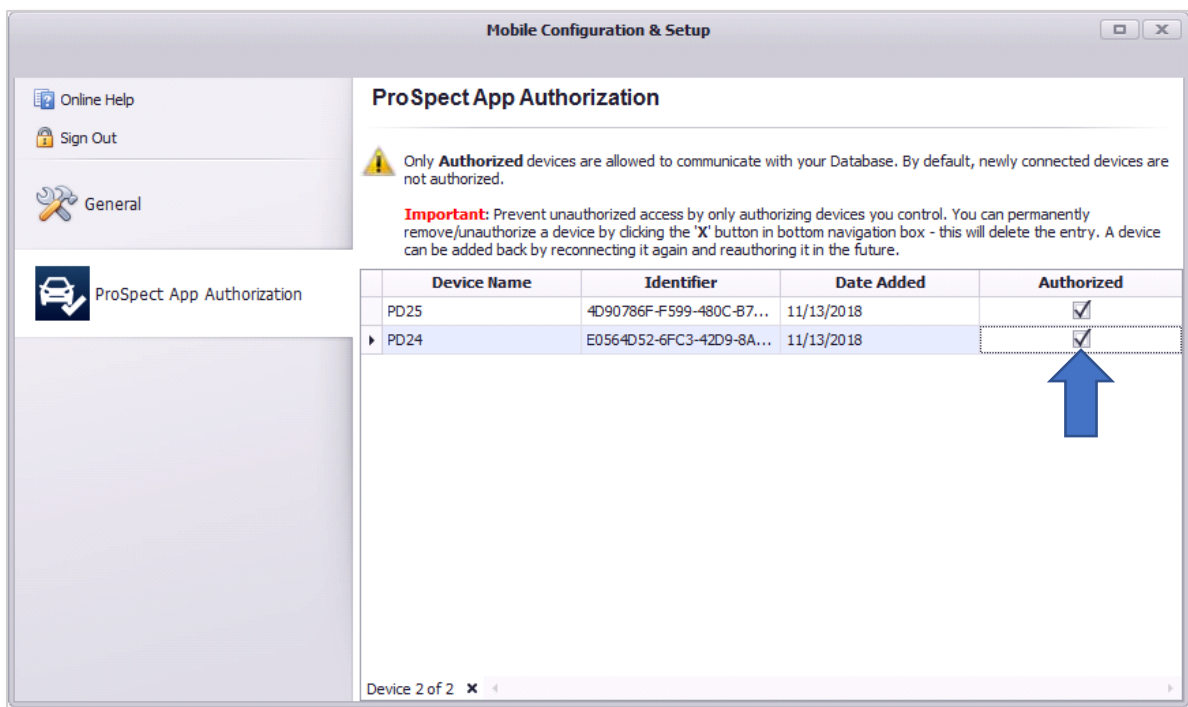 Mobile Configuration & Setup
Online Help
Sign Out
General
ProSpect App Authorization
ProSpect App Authorization
Only Authorized devices are allowed to communicate with your Database. By default, newly connected devices are
not authorized.
Important: Prevent unauthorized access by only authorizing devices you control. You can permanently
remove/unauthorize a device by clicking the 'X' button in bottom navigation box - this will delete the entry. A device
can be added back by reconnecting it again and reauthoring it in the future.
Device Name Identifier Date Added Authorized
PD25 4D90786F-F599-480C-B7... 11/13/2018
PD24 E0564D52-6FC3-42D9-8A... 11/13/2018
Device 2 of 2